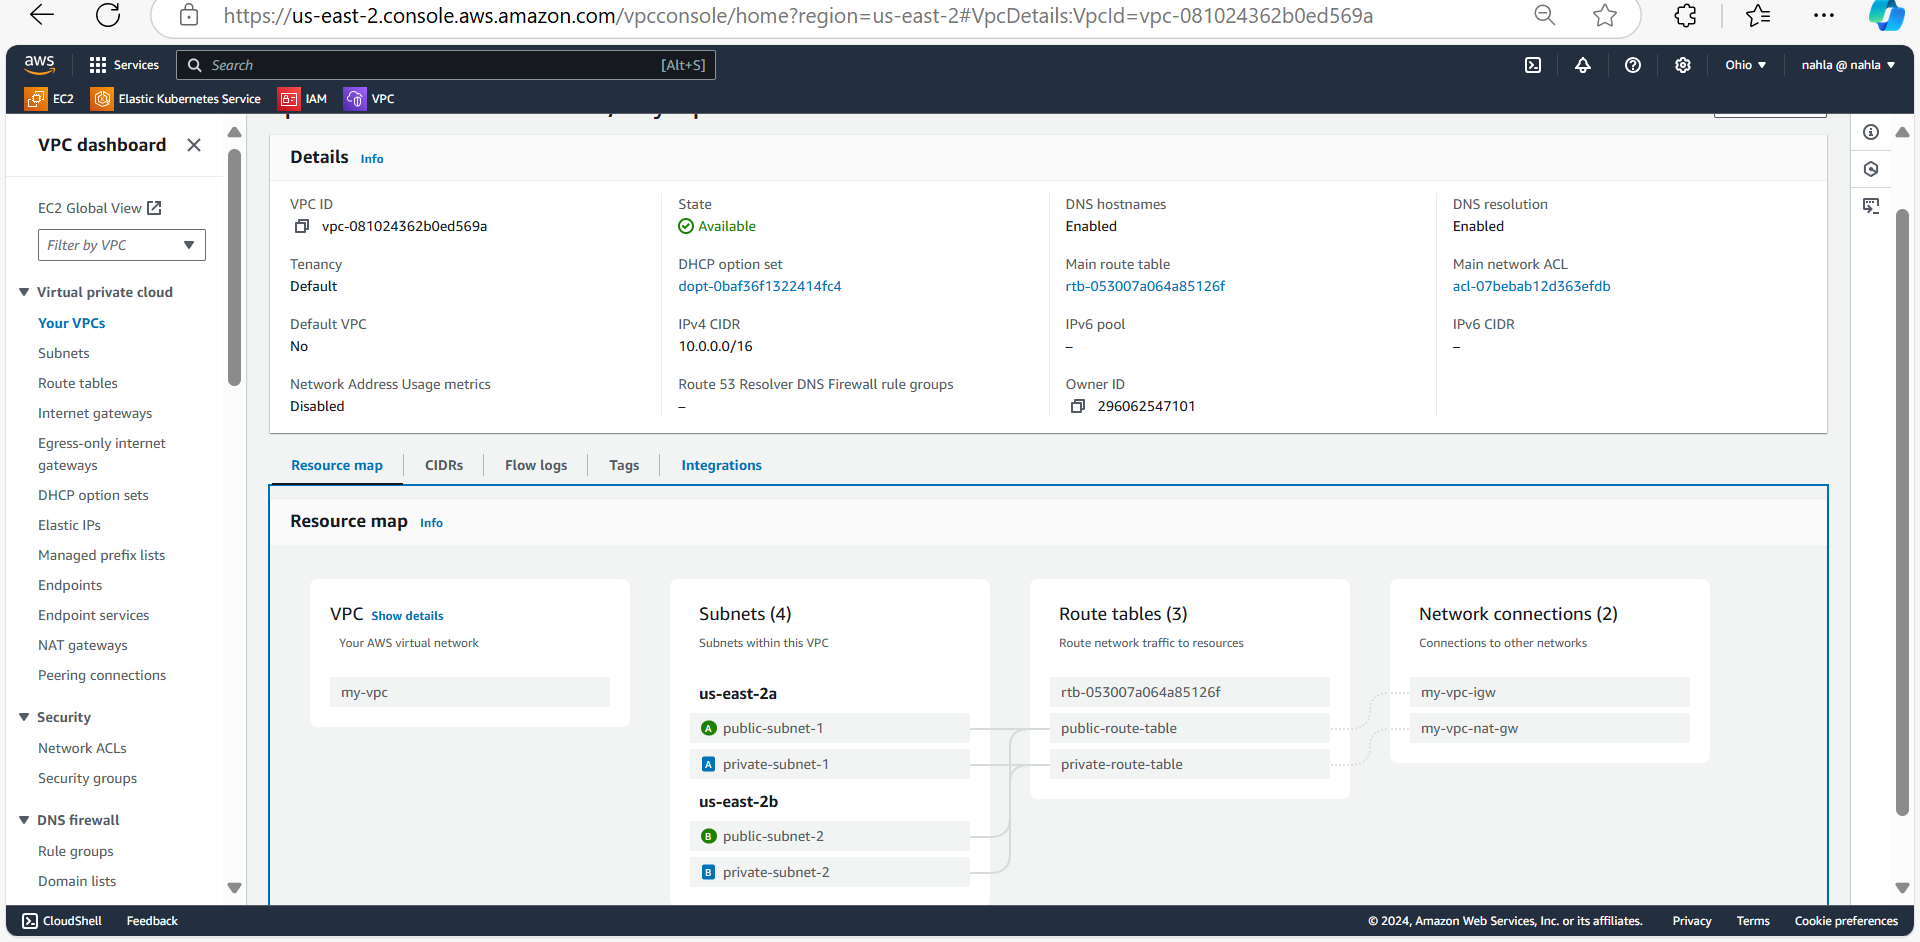 https://us-east-2.console.aws.amazon.com/vpcconsole/home?region=us-east-2#VpcDetails:VpcId=vpc-081024362b0ed569a
aws
Services
Search
[Alt+S]
Ohio
nahla @ nahla
EC2
Elastic Kubernetes Service
IAM
VPC
VPC dashboard
EC2 Global View
Filter by VPC
Virtual private cloud
Your VPCs
Subnets
Route tables
Internet gateways
Egress-only internet
gateways
DHCP option sets
Elastic IPs
Managed prefix lists
Endpoints
Endpoint services
NAT gateways
Peering connections
Security
Network ACLs
Security groups
DNS firewall
Rule groups
Domain lists
Details Info
VPC ID
vpc-081024362b0ed569a
State
Available
DNS hostnames
Enabled
DNS resolution
Enabled
Tenancy
Default
DHCP option set
dopt-0baf36f1322414fc4
Main route table
rtb-053007a064a85126f
Main network ACL
acl-07bebab12d363efdb
Default VPC
No
IPv4 CIDR
10.0.0.0/16
IPv6 pool
–
IPv6 CIDR
–
Network Address Usage metrics
Disabled
Route 53 Resolver DNS Firewall rule groups
–
Owner ID
296062547101
Resource map
CIDRs
Flow logs
Tags
Integrations
Resource map Info
VPC Show details
Your AWS virtual network
my-vpc
Subnets (4)
Subnets within this VPC
us-east-2a
A public-subnet-1
A private-subnet-1
us-east-2b
B public-subnet-2
B private-subnet-2
Route tables (3)
Route network traffic to resources
rtb-053007a064a85126f
public-route-table
private-route-table
Network connections (2)
Connections to other networks
my-vpc-igw
my-vpc-nat-gw
CloudShell
Feedback
© 2024, Amazon Web Services, Inc. or its affiliates.
Privacy
Terms
Cookie preferences